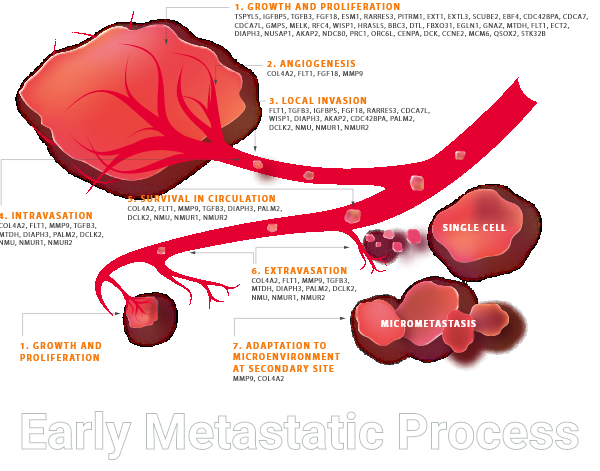 1. GROWTH AND PROLIFERATION
TSPYL5, IGFBP5, TGFB3, FGF18, ESM1, RARRES3, PITRM1, EXT1, EXTL3, SCUBE2, EBF4, CDC42BPA, CDCA7,
CDCA7L, GMPS, MELK, RFC4, WISP1, HRASLS, BBC3, DTL, FBXO31, EGLN1, GNAZ, MTDH, FLT1, ECT2,
DIAPH3, NUSAP1, AKAP2, NDC80, PRC1, ORC6L, CENPA, DCK, CCNE2, MCM6, QSOX2, STK32B
2. ANGIOGENESIS
COL4A2, FLT1, FGF18, MMP9
3. LOCAL INVASION
FLT1, TGFB3, IGFBP5, FGF18, RARRES3, CDCA7L,
WISP1, DIAPH3, AKAP2, CDC42BPA, PALM2,
DCLK2, NMU, NMUR1, NMUR2
5. SURVIVAL IN CIRCULATION
COL4A2, FLT1, MMP9, TGFB3, DIAPH3, PALM2,
DCLK2, NMU, NMUR1, NMUR2
4. INTRAVASATION
COL4A2, FLT1, MMP9, TGFB3,
MTDH, DIAPH3, PALM2, DCLK2,
NMU, NMUR1, NMUR2
SINGLE CELL
6. EXTRAVASATION
COL4A2, FLT1, MMP9, TGFB3,
MTDH, DIAPH3, PALM2, DCLK2,
NMU, NMUR1, NMUR2
MICROMETASTASIS
1. GROWTH AND
PROLIFERATION
7. ADAPTATION TO
MICROENVIRONMENT
AT SECONDARY SITE
MMP9, COL4A2
Early Metastatic Process